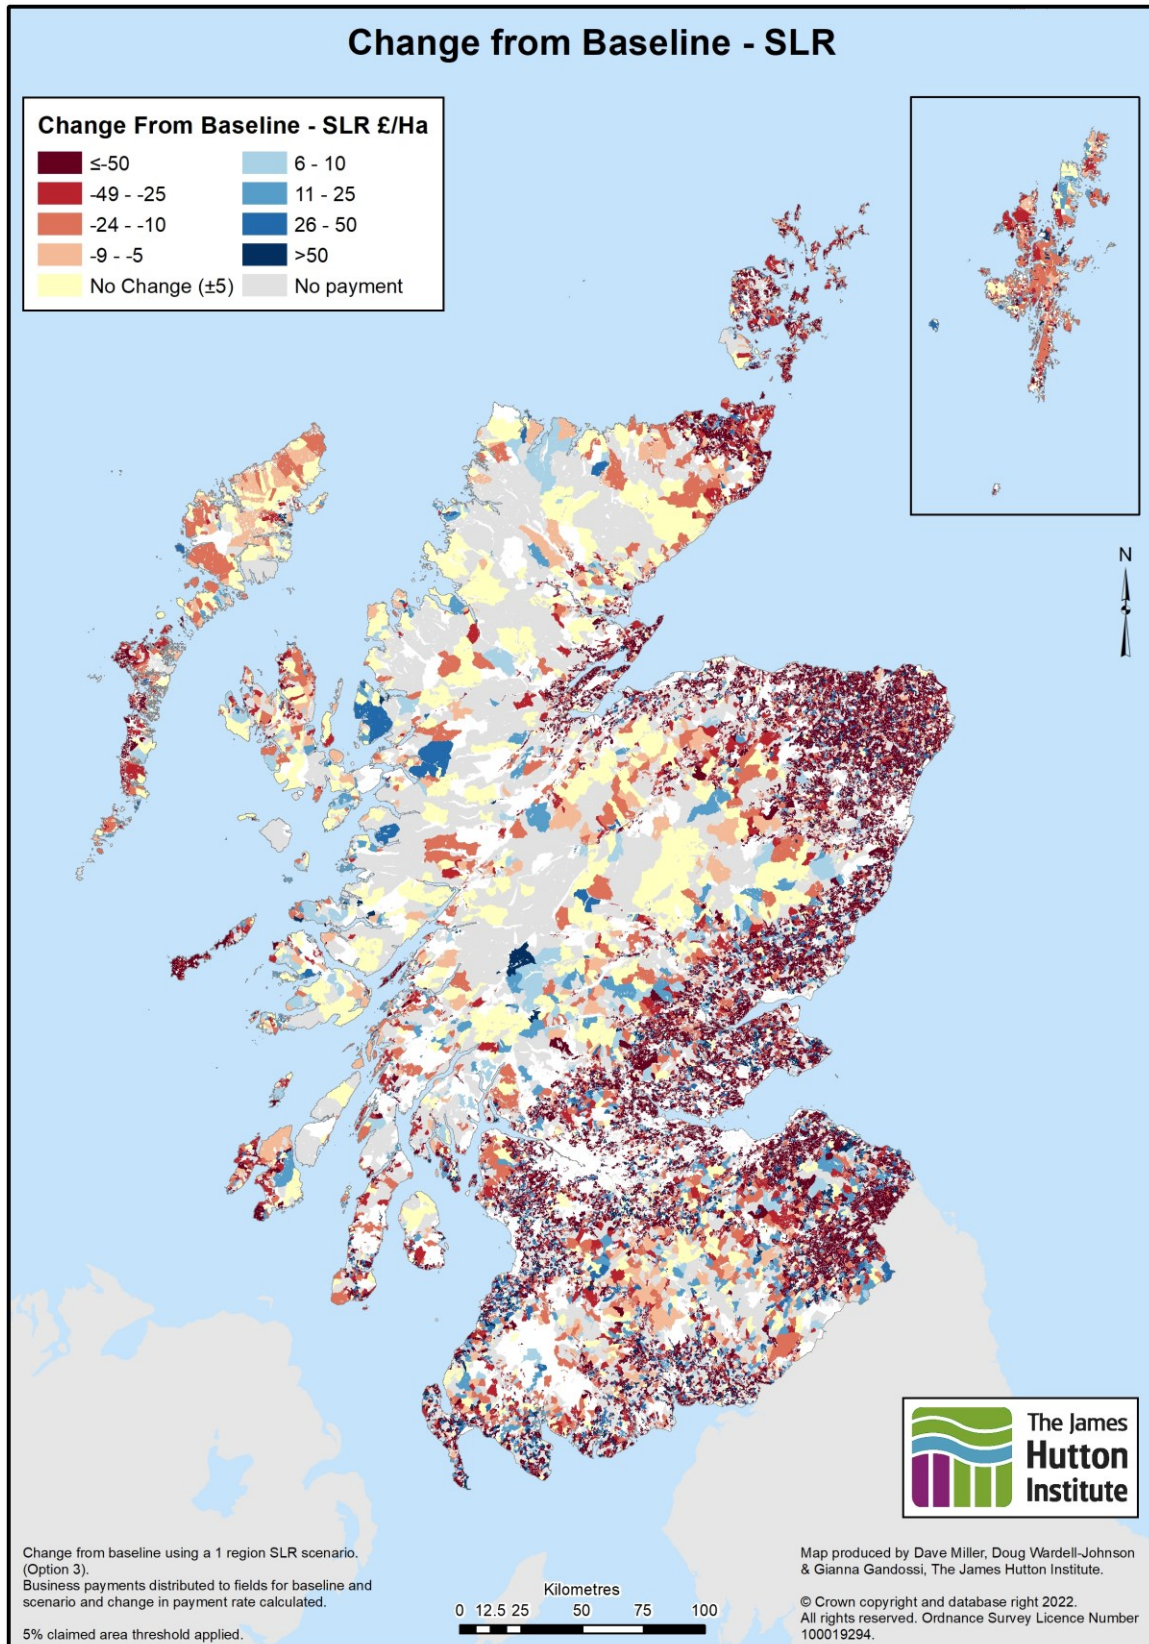 Change from Baseline - SLR
Change From Baseline - SLR £/Ha
≤-50
-49 - -25
-24 - -10
-9 - -5
No Change (±5)
6 - 10
11 - 25
26 - 50
>50
No payment
N
The James
Hutton
Institute
Change from baseline using a 1 region SLR scenario.
(Option 3).
Business payments distributed to fields for baseline and
scenario and change in payment rate calculated.
5% claimed area threshold applied.
Kilometres
0 12.5 25 50 75 100
Map produced by Dave Miller, Doug Wardell-Johnson
& Gianna Gandossi, The James Hutton Institute.
© Crown copyright and database right 2022.
All rights reserved. Ordnance Survey Licence Number
100019294.